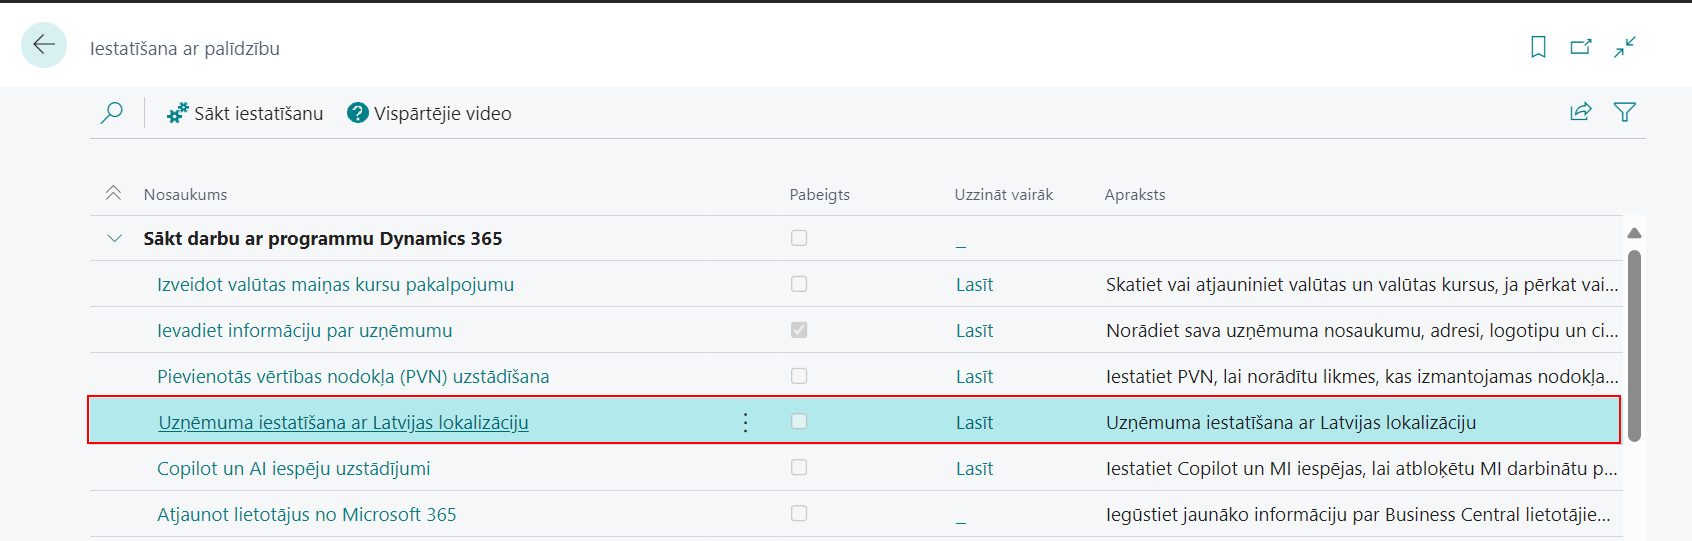 Iestatīšana ar palīdzību
Sākt iestatīšanu ? Vispārtējie video
Nosaukums Pabeigts Uzzināt vairāk Apraksts
Sākt darbu ar programmu Dynamics 365 _
Izveidot valūtas maiņas kursu pakalpojumu Lasīt Skatiet vai atjauniniet valūtas un valūtas kursus, ja pērkat vai...
Ievadiet informāciju par uzņēmumu Lasīt Norādiet sava uzņēmuma nosaukumu, adresi, logotipu un ci...
Pievienotās vērtības nodokļa (PVN) uzstādīšana Lasīt Iestatiet PVN, lai norādītu likmes, kas izmantojamas nodokļa...
Uzņēmuma iestatīšana ar Latvijas lokalizāciju Lasīt Uzņēmuma iestatīšana ar Latvijas lokalizāciju
Copilot un AI iespēju uzstādījumi Lasīt Iestatiet Copilot un MI iespējas, lai atbloķētu MI darbinātu p...
Atjaunot lietotājus no Microsoft 365 _ Iegūstiet jaunāko informāciju par Business Central lietotājie...